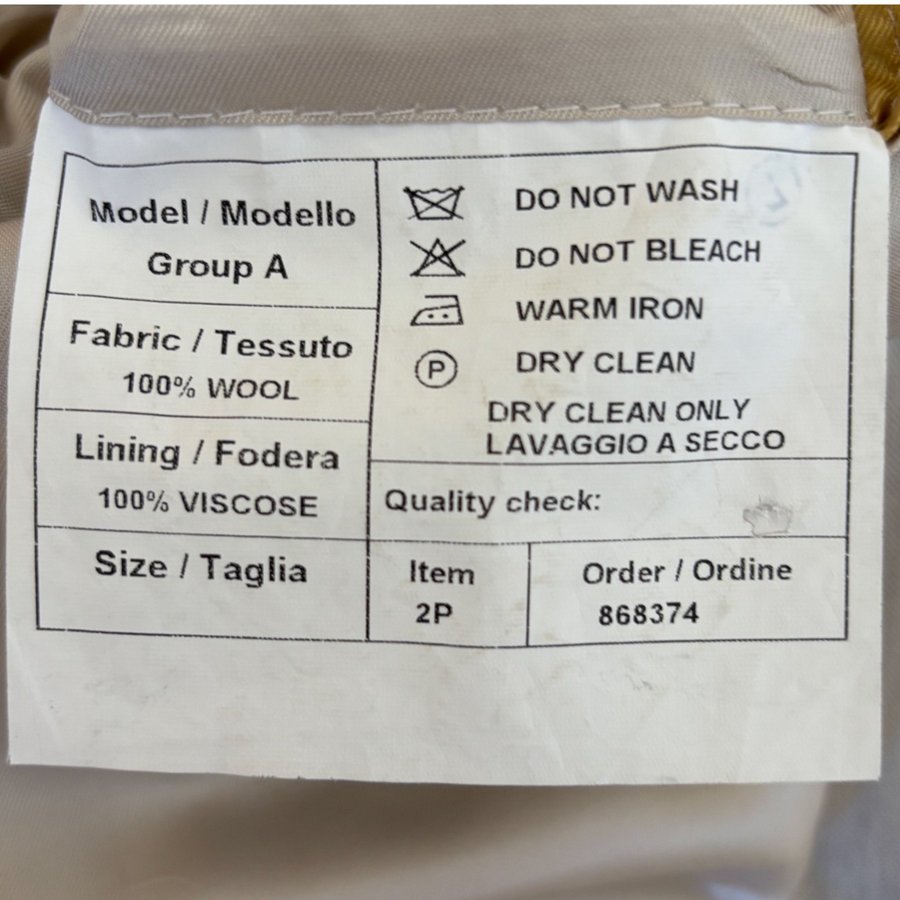 Model / Modello
Group A
Fabric / Tessuto
100% WOOL
Lining / Fodera
100% VISCOSE
Size / Taglia
DO NOT WASH
DO NOT BLEACH
WARM IRON
P
DRY CLEAN
DRY CLEAN ONLY
LAVAGGIO A SECCO
Quality check:
Item
2P
Order / Ordine
868374